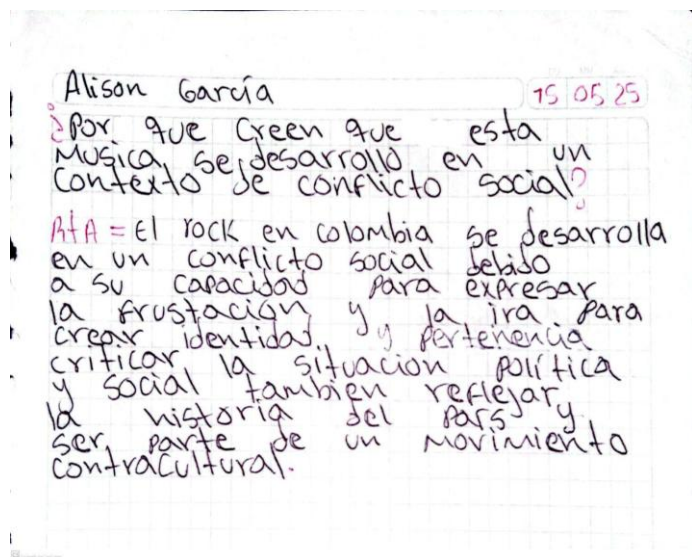 Alison García 15 05 25
¿Por que Creen que esta
Musica, se desarrolló en un
contexto de conflicto social?
RtA = El rock en colombia se desarrolla
en un conflicto social debido
a su capacidad para expresar
la frustación y la ira para
crear identidad, y pertenencia
criticar la situacion política
y social tambien reflejar
la historia del país y
ser parte de un movimiento
contracultural.